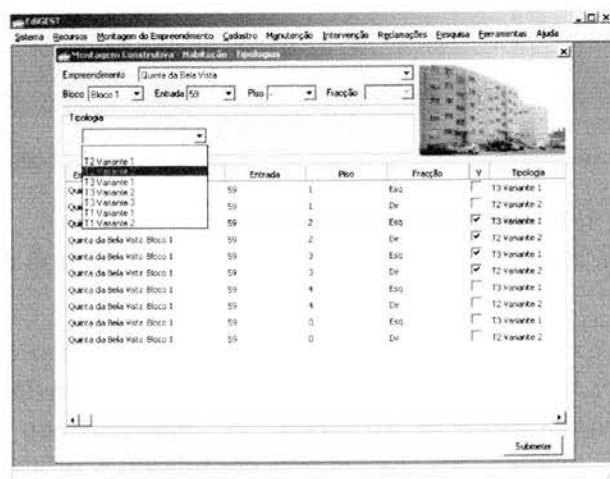 EdiGEST
Sistema Recursos Montagem do Empreendimento Cadastro Manutenção Intervenção Reclamações Pesquisa Ferramentas Ajuda
Montagem Construtiva - Habitação - Tipologias
Empreendimento Quinta da Bela Vista
Bloco Bloco 1 Entrada 59 Piso - Fracção
Tipologia
T2 Variante 1
T3 Variante 1
T3 Variante 2
T3 Variante 3
T1 Variante 1
T1 Variante 2
Entrada Piso Fracção V Tipologia
59 1 Esq T3 Variante 1
59 1 Dir T2 Variante 2
59 2 Esq T3 Variante 1
Quinta da Bela Vista Bloco 1 59 2 Dir T2 Variante 2
Quinta da Bela Vista Bloco 1 59 3 Esq T3 Variante 1
Quinta da Bela Vista Bloco 1 59 3 Dir T2 Variante 2
Quinta da Bela Vista Bloco 1 59 4 Esq T3 Variante 1
Quinta da Bela Vista Bloco 1 59 4 Dir T2 Variante 2
Quinta da Bela Vista Bloco 1 59 0 Esq T3 Variante 1
Quinta da Bela Vista Bloco 1 59 0 Dir T2 Variante 2
Submeter